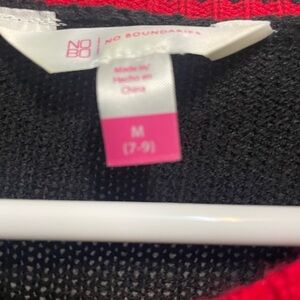 NO
BO
NO BOUNDARIES
Made in/
Hecho en
China
M
(7-9)